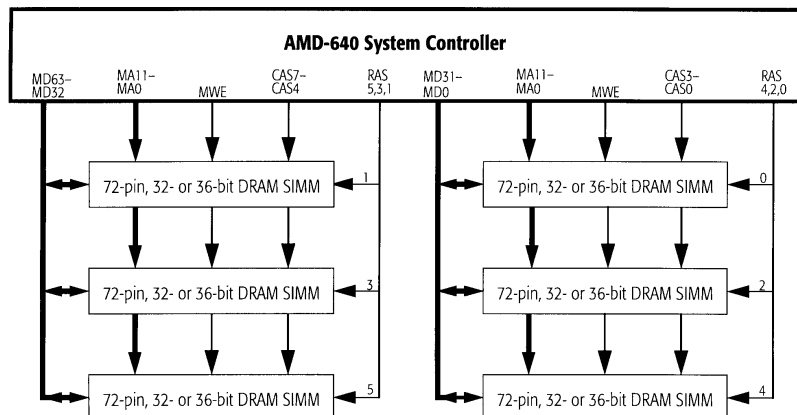 AMD-640 System Controller
MD63–
MD32
MA11–
MA0
MWE
CAS7–
CAS4
RAS
5,3,1
MD31–
MD0
MA11–
MA0
MWE
CAS3–
CAS0
RAS
4,2,0
72-pin, 32- or 36-bit DRAM SIMM
1
72-pin, 32- or 36-bit DRAM SIMM
0
72-pin, 32- or 36-bit DRAM SIMM
3
72-pin, 32- or 36-bit DRAM SIMM
2
72-pin, 32- or 36-bit DRAM SIMM
5
72-pin, 32- or 36-bit DRAM SIMM
4